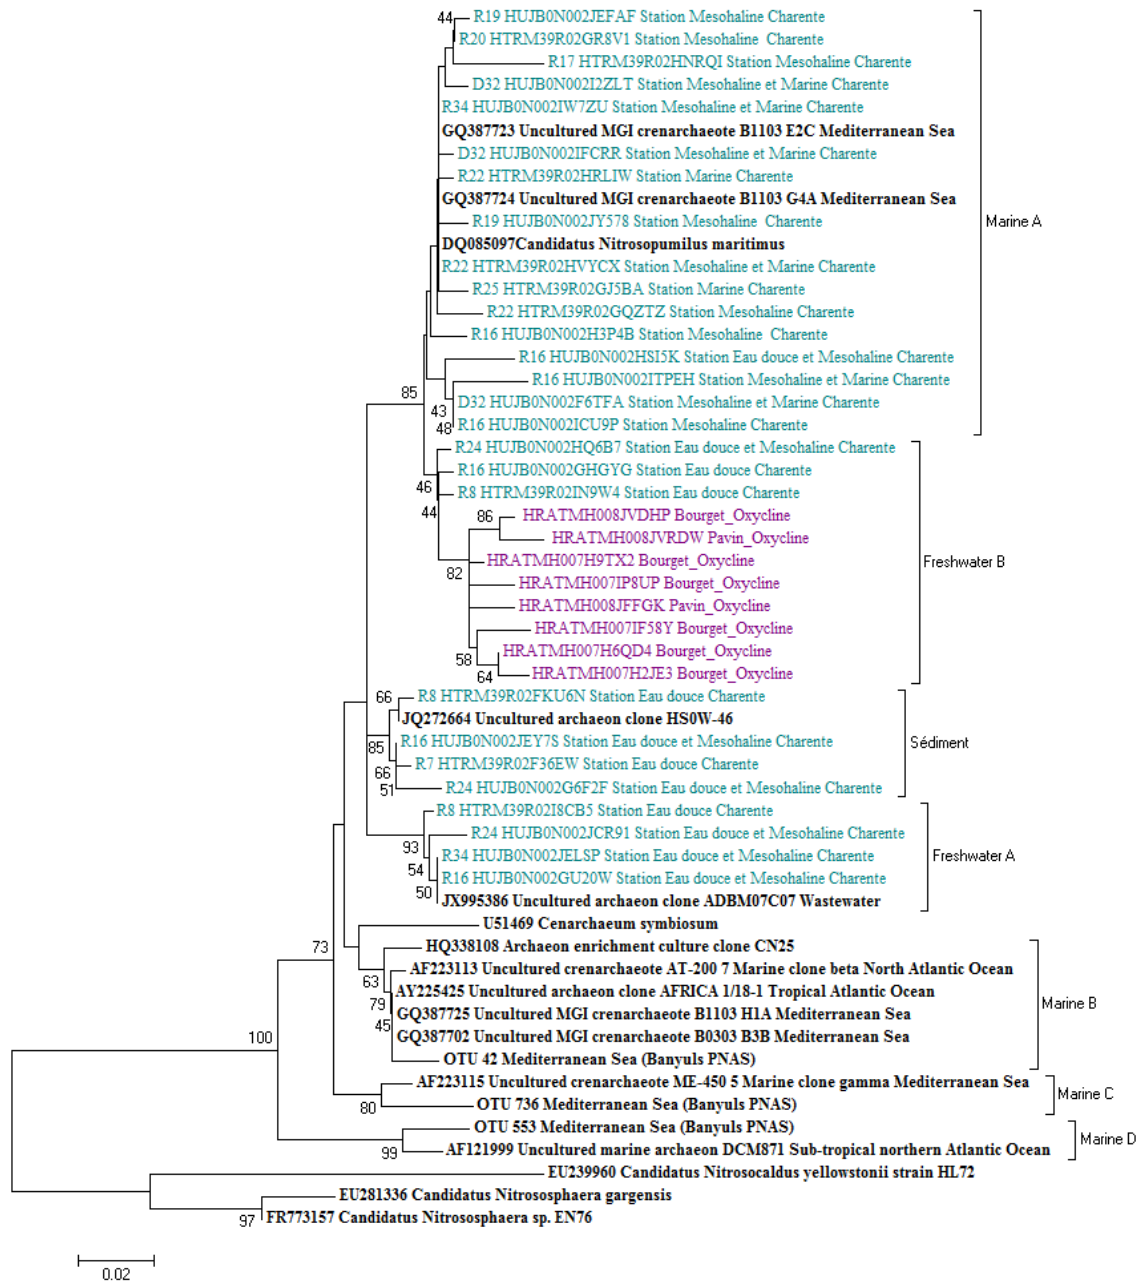 44
R19 HUJB0N002JEFAF Station Mesohaline Charente
R20 HTRM39R02GR8V1 Station Mesohaline Charente
R17 HTRM39R02HNRQI Station Mesohaline Charente
D32 HUJB0N002I2ZLT Station Mesohaline et Marine Charente
R34 HUJB0N002IW7ZU Station Mesohaline et Marine Charente
GQ387723 Uncultured MGI crenarchaeote B1103 E2C Mediterranean Sea
D32 HUJB0N002IFCRR Station Mesohaline et Marine Charente
R22 HTRM39R02HRLIW Station Marine Charente
GQ387724 Uncultured MGI crenarchaeote B1103 G4A Mediterranean Sea
R19 HUJB0N002JY578 Station Mesohaline Charente
Marine A
DQ085097Candidatus Nitrosopumilus maritimus
R22 HTRM39R02HVYCX Station Mesohaline et Marine Charente
R25 HTRM39R02GJ5BA Station Marine Charente
R22 HTRM39R02GQZTZ Station Mesohaline Charente
R16 HUJB0N002H3P4B Station Mesohaline Charente
R16 HUJB0N002HSI5K Station Eau douce et Mesohaline Charente
R16 HUJB0N002ITPEH Station Mesohaline et Marine Charente
85
D32 HUJB0N002F6TFA Station Mesohaline et Marine Charente
43
R16 HUJB0N002ICU9P Station Mesohaline Charente
48
R24 HUJB0N002HQ6B7 Station Eau douce et Mesohaline Charente
R16 HUJB0N002GHGYG Station Eau douce Charente
46
R8 HTRM39R02IN9W4 Station Eau douce Charente
44
86
HRATMH008JVDHP Bourget_Oxycline
HRATMH008JVRDW Pavin_Oxycline
HRATMH007H9TX2 Bourget_Oxycline
Freshwater B
82
HRATMH007IP8UP Bourget_Oxycline
HRATMH008JFFGK Pavin_Oxycline
HRATMH007IF58Y Bourget_Oxycline
58
HRATMH007H6QD4 Bourget_Oxycline
64
HRATMH007H2JE3 Bourget_Oxycline
66
R8 HTRM39R02FKU6N Station Eau douce Charente
JQ272664 Uncultured archaeon clone HS0W-46
85
R16 HUJB0N002JEY7S Station Eau douce et Mesohaline Charente
Sédiment
66
R7 HTRM39R02F36EW Station Eau douce Charente
51
R24 HUJB0N002G6F2F Station Eau douce et Mesohaline Charente
R8 HTRM39R02I8CB5 Station Eau douce Charente
R24 HUJB0N002JCR91 Station Eau douce et Mesohaline Charente
93
R34 HUJB0N002JELSP Station Eau douce et Mesohaline Charente
Freshwater A
54
R16 HUJB0N002GU20W Station Eau douce et Mesohaline Charente
50
JX995386 Uncultured archaeon clone ADBM07C07 Wastewater
U51469 Cenarchaeum symbiosum
73
HQ338108 Archaeon enrichment culture clone CN25
AF223113 Uncultured crenarchaeote AT-200 7 Marine clone beta North Atlantic Ocean
63
AY225425 Uncultured archaeon clone AFRICA 1/18-1 Tropical Atlantic Ocean
79
Marine B
GQ387725 Uncultured MGI crenarchaeote B1103 H1A Mediterranean Sea
45
GQ387702 Uncultured MGI crenarchaeote B0303 B3B Mediterranean Sea
100
OTU 42 Mediterranean Sea (Banyuls PNAS)
AF223115 Uncultured crenarchaeote ME-450 5 Marine clone gamma Mediterranean Sea
Marine C
80
OTU 736 Mediterranean Sea (Banyuls PNAS)
OTU 553 Mediterranean Sea (Banyuls PNAS)
Marine D
99
AF121999 Uncultured marine archaeon DCM871 Sub-tropical northern Atlantic Ocean
EU239960 Candidatus Nitrosocaldus yellowstonii strain HL72
EU281336 Candidatus Nitrososphaera gargensis
97
FR773157 Candidatus Nitrososphaera sp. EN76
0.02